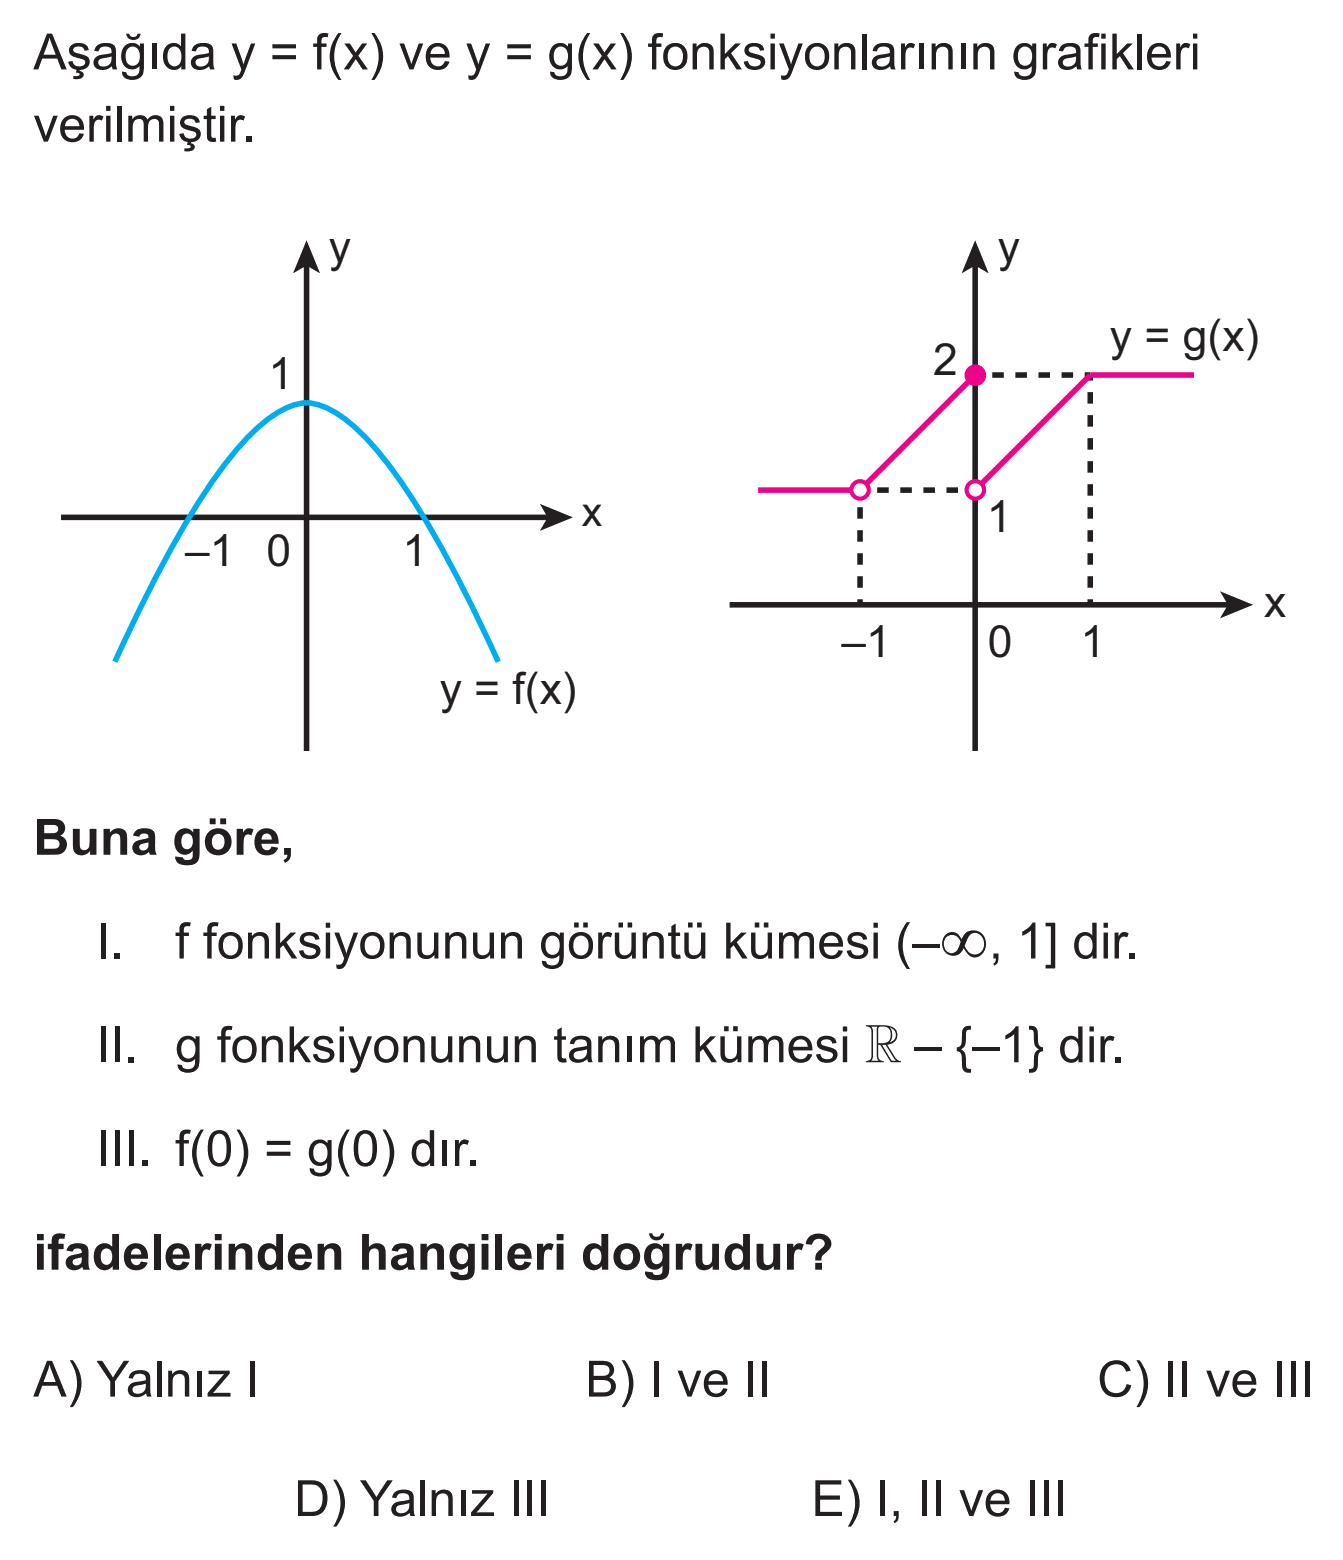 Aşağıda y = f(x) ve y = g(x) fonksiyonlarının grafikleri
verilmiştir.
y
1
x
–1 0 1
y = f(x)
y
2
y = g(x)
1
x
–1 0 1
Buna göre,
I. f fonksiyonunun görüntü kümesi (–∞, 1] dir.
II. g fonksiyonunun tanım kümesi ℝ – {–1} dir.
III. f(0) = g(0) dır.
ifadelerinden hangileri doğrudur?
A) Yalnız I B) I ve II C) II ve III
D) Yalnız III E) I, II ve III